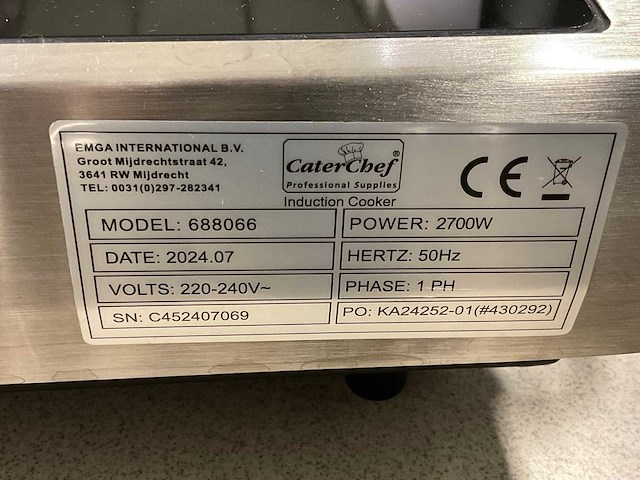 EMGA INTERNATIONAL B.V.
Groot Mijdrechtstraat 42,
3641 RW Mijdrecht
TEL: 0031(0)297-282341
CaterChef®
Professional Supplies
Induction Cooker
CE
MODEL: 688066
POWER: 2700W
DATE: 2024.07
HERTZ: 50Hz
VOLTS: 220-240V~
PHASE: 1 PH
SN: C452407069
PO: KA24252-01(#430292)